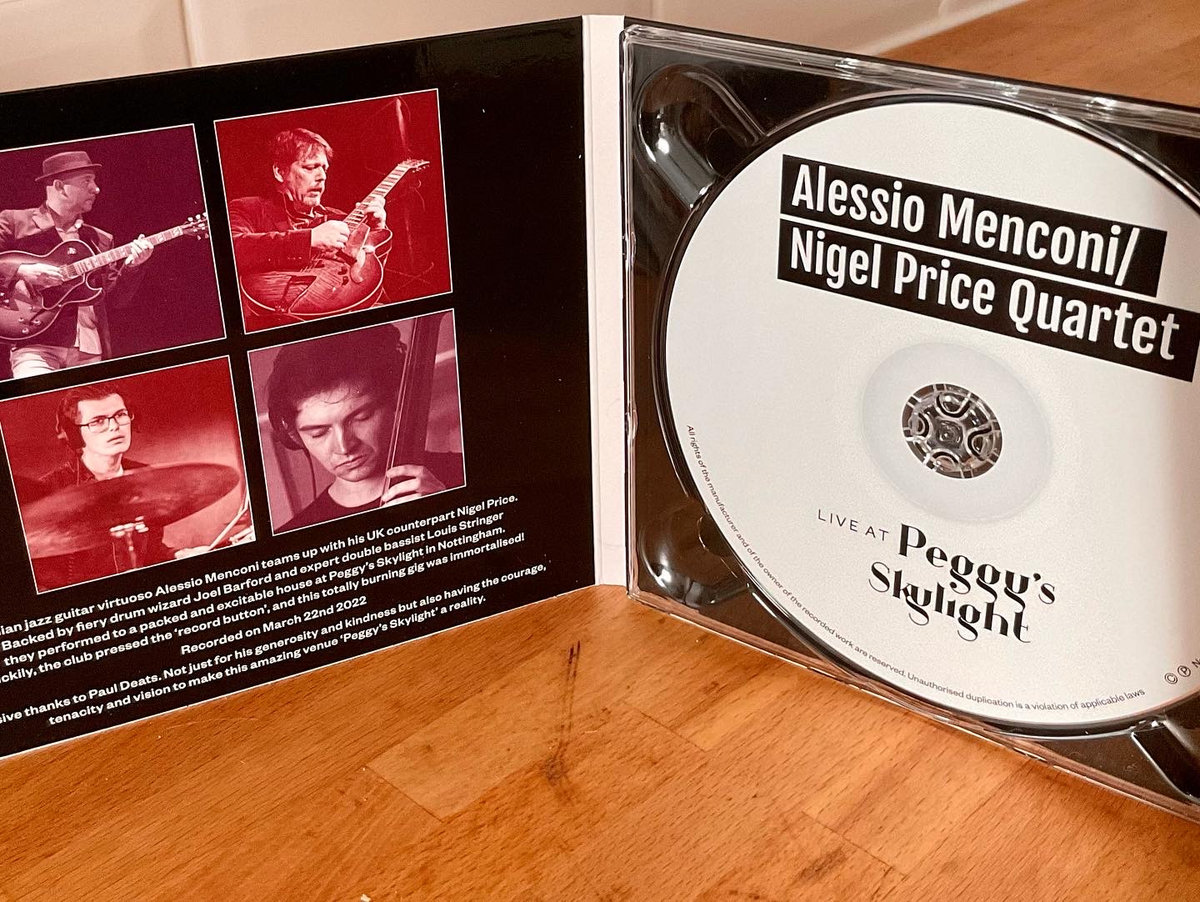 jazz guitar virtuoso Alessio Menconi teams up with his UK counterpart Nigel Price.
Backed by fiery drum wizard Joel Barford and expert double bassist Louis Stringer
they performed to a packed and excitable house at Peggy's Skylight in Nottingham.
the club pressed the 'record button', and this totally burning gig was immortalised!
Recorded on March 22nd 2022
thanks to Paul Deats. Not just for his generosity and kindness but also having the courage,
tenacity and vision to make this amazing venue 'Peggy's Skylight' a reality.
Alessio Menconi/
Nigel Price Quartet
LIVE AT Peggy's
Skylight
All rights of the manufacturer and of the owner of the recorded work are reserved. Unauthorised duplication is a violation of applicable laws
© ℗